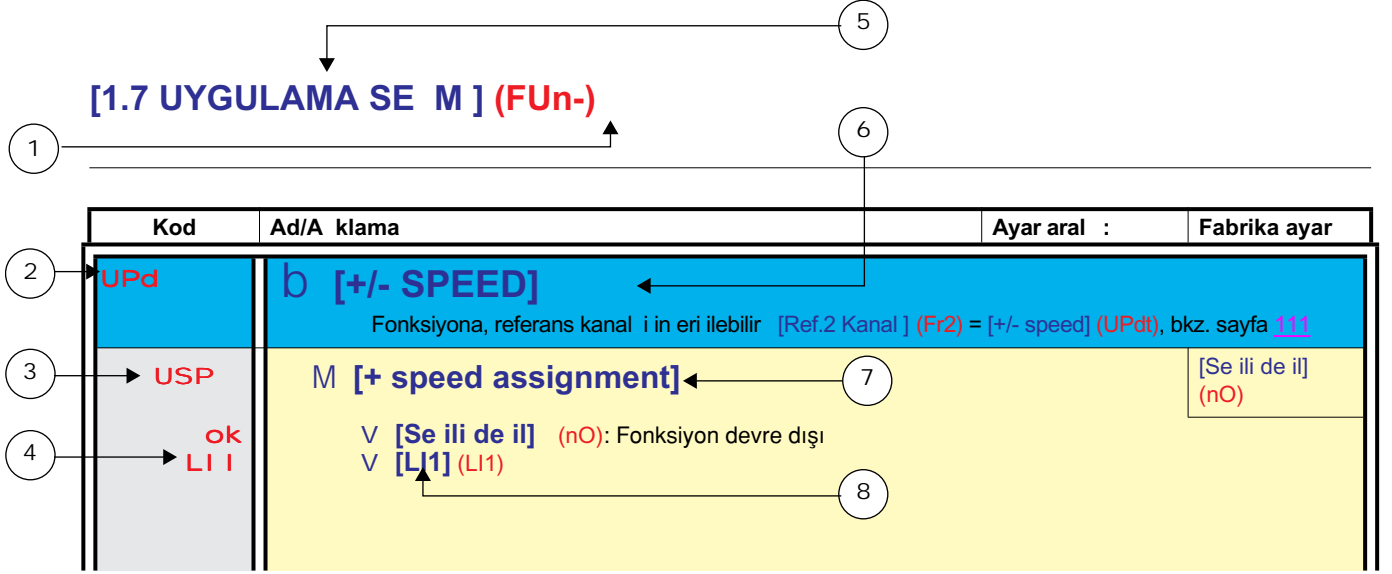 5
[1.7 UYGULAMA SE M ] (FUn-)
6
1
Kod Ad/A klama Ayar aral : Fabrika ayar
2 UPd b [+/- SPEED]
Fonksiyona, referans kanal i in eri ilebilir [Ref.2 Kanal ] (Fr2) = [+/- speed] (UPdt), bkz. sayfa 111
3 USP M [+ speed assignment] 7 [Se ili de il]
(nO)
ok V [Se ili de il] (nO): Fonksiyon devre dışı
4 LI I V [LI1] (LI1)
8